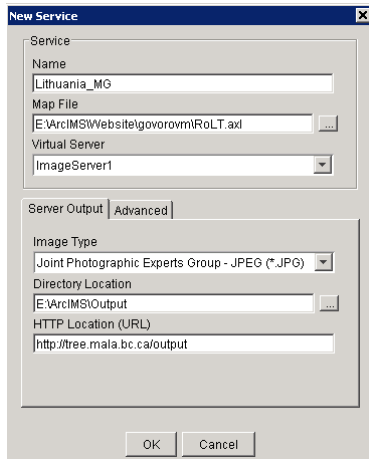 New Service
Service
Name
Lithuania_MG
Map File
E:\ArcIMS\Website\govorovm\RoLT.axl
...
Virtual Server
ImageServer1
Server Output
Advanced
Image Type
Joint Photographic Experts Group - JPEG (*.JPG)
Directory Location
E:\ArcIMS\Output
...
HTTP Location (URL)
http://tree.mala.bc.ca/output
OK
Cancel